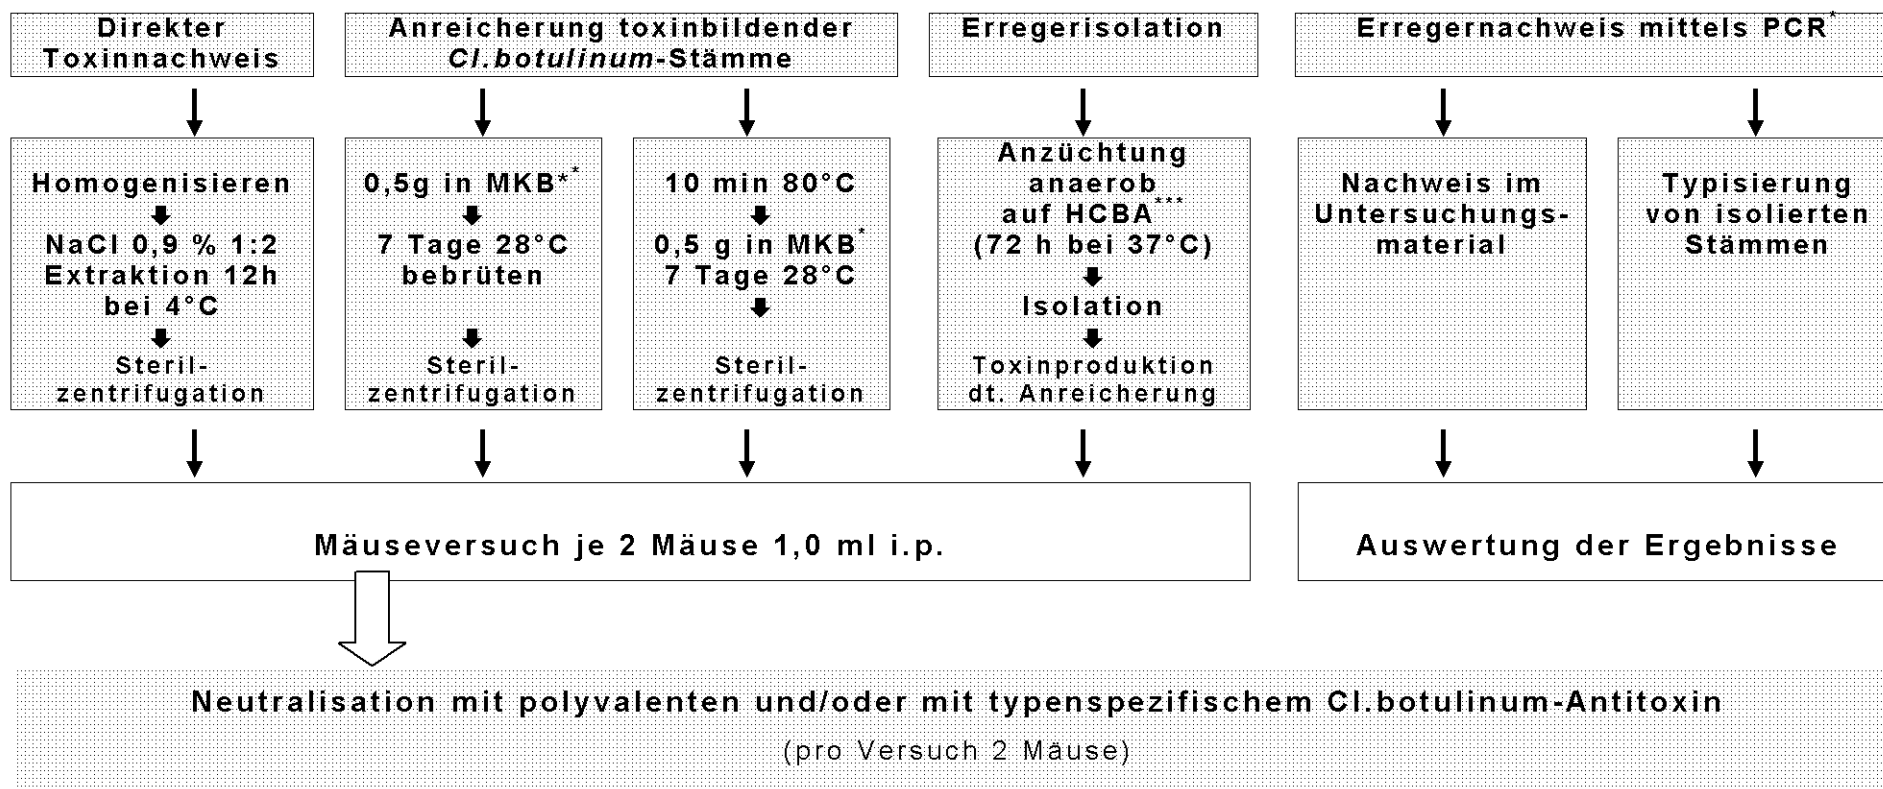 Direkter
Toxinnachweis
Anreicherung toxinbildender
Cl.botulinum-Stämme
Erregerisolation
Erregernachweis mittels PCR*
Homogenisieren
NaCl 0,9 % 1:2
Extraktion 12h
bei 4°C
Steril-
zentrifugation
0,5g in MKB**
7 Tage 28°C
bebrüten
Steril-
zentrifugation
10 min 80°C
0,5 g in MKB*
7 Tage 28°C
Steril-
zentrifugation
Anzüchtung
anaerob
auf HCBA***
(72 h bei 37°C)
Isolation
Toxinproduktion
dt. Anreicherung
Nachweis im
Untersuchungs-
material
Typisierung
von isolierten
Stämmen
Mäuseversuch je 2 Mäuse 1,0 ml i.p.
Auswertung der Ergebnisse
Neutralisation mit polyvalenten und/oder mit typenspezifischem Cl.botulinum-Antitoxin
(pro Versuch 2 Mäuse)